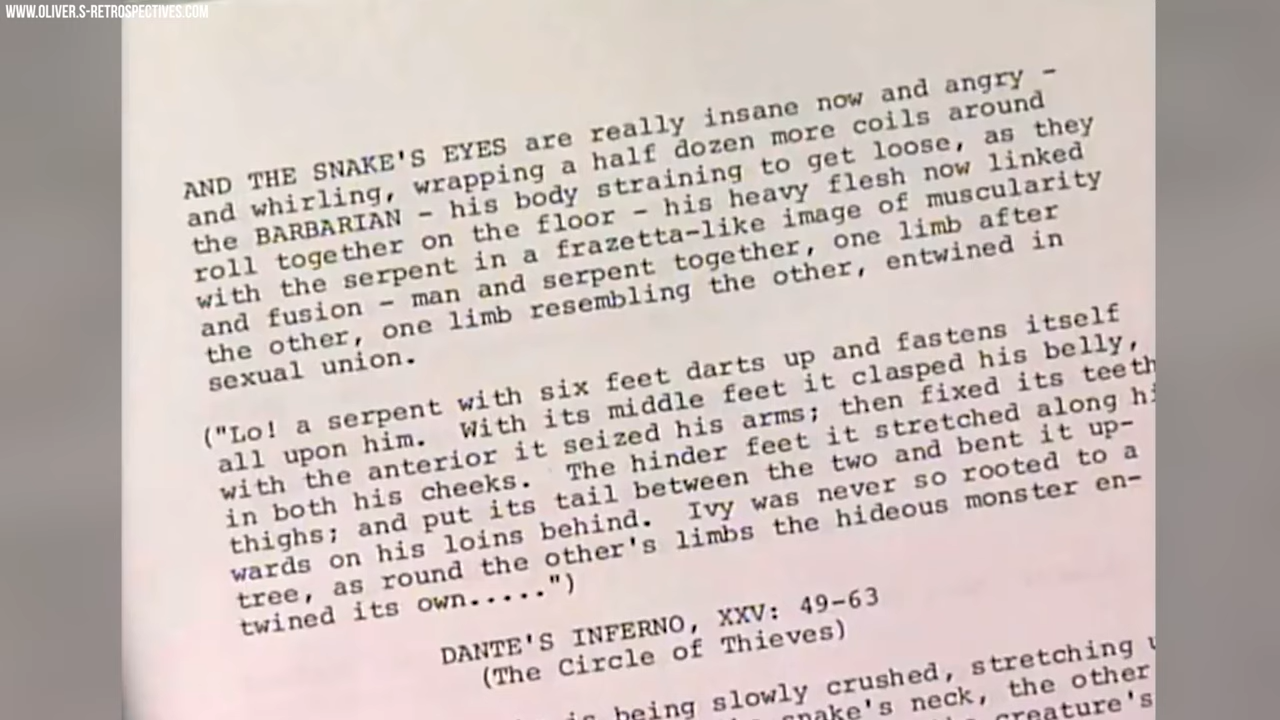 WWW.OLIVER.S-RETROSPECTIVES.COM
AND THE SNAKE'S EYES are really insane now and angry -
and whirling, wrapping a half dozen more coils around
the BARBARIAN - his body straining to get loose, as they
roll together on the floor - his heavy flesh now linked
with the serpent in a frazetta-like image of muscularity
and fusion - man and serpent together, one limb after
the other, one limb resembling the other, entwined in
sexual union.
("Lo! a serpent with six feet darts up and fastens itself
all upon him. With its middle feet it clasped his belly,
with the anterior it seized his arms; then fixed its teeth
in both his cheeks. The hinder feet it stretched along
thighs; and put its tail between the two and bent it up-
wards on his loins behind. Ivy was never so rooted to a
tree, as round the other's limbs the hideous monster en-
twined its own.....")
DANTE'S INFERNO, XXV: 49-63
(The Circle of Thieves)
being slowly crushed, stretching
snake's neck, the other
creature's